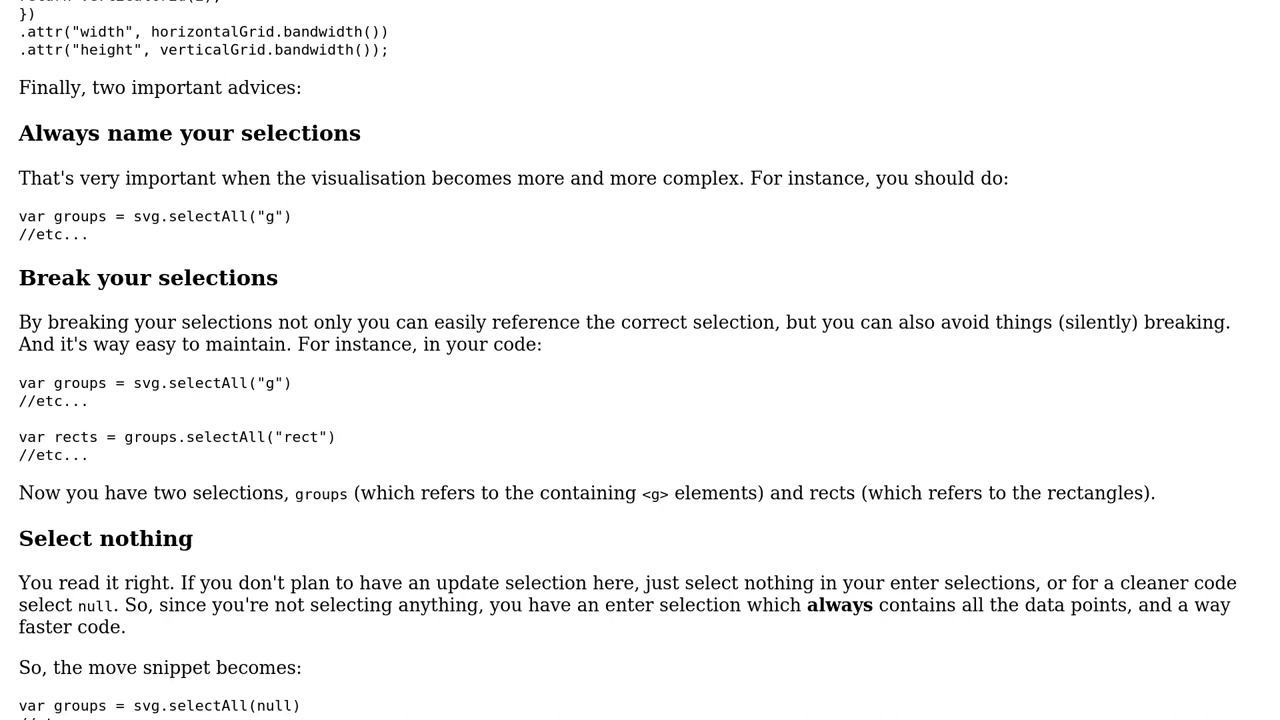 })
.attr("width", horizontalGrid.bandwidth())
.attr("height", verticalGrid.bandwidth());
Finally, two important advices:
Always name your selections
That's very important when the visualisation becomes more and more complex. For instance, you should do:
var groups = svg.selectAll("g")
//etc...
Break your selections
By breaking your selections not only you can easily reference the correct selection, but you can also avoid things (silently) breaking.
And it's way easy to maintain. For instance, in your code:
var groups = svg.selectAll("g")
//etc...
var rects = groups.selectAll("rect")
//etc...
Now you have two selections, groups (which refers to the containing <g> elements) and rects (which refers to the rectangles).
Select nothing
You read it right. If you don't plan to have an update selection here, just select nothing in your enter selections, or for a cleaner code
select null. So, since you're not selecting anything, you have an enter selection which always contains all the data points, and a way
faster code.
So, the move snippet becomes:
var groups = svg.selectAll(null)